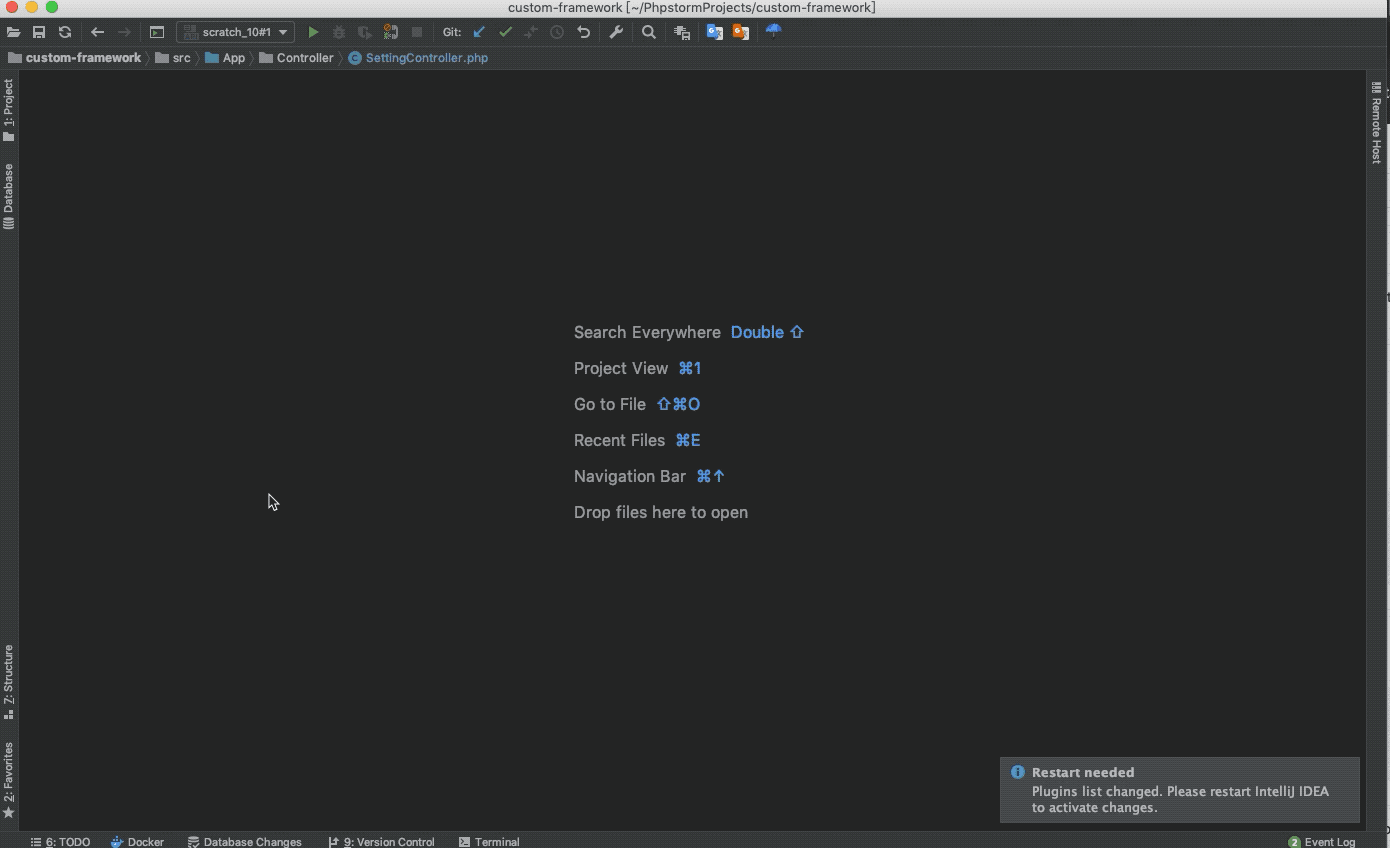 custom-framework [~/PhpstormProjects/custom-framework]
scratch_10#1
Git:
custom-framework src App Controller SettingController.php
1: Project
Database
Remote Host
Search Everywhere Double ⇧
Project View ⌘1
Go to File ⇧⌘O
Recent Files ⌘E
Navigation Bar ⌘↑
Drop files here to open
Z: Structure
2: Favorites
Restart needed
Plugins list changed. Please restart IntelliJ IDEA
to activate changes.
6: TODO Docker Database Changes 9: Version Control Terminal 2 Event Log